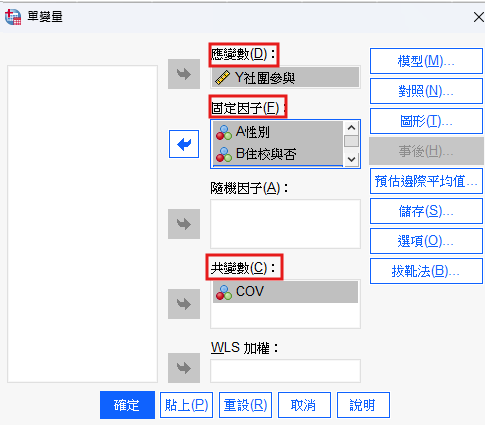 單變量
應變數(D)：
Y社團參與
固定因子(F)：
A性別
B住校與否
隨機因子(A)：
共變數(C)：
COV
WLS 加權：
模型(M)...
對照(N)...
圖形(T)...
事後(H)...
預估邊際平均值...
儲存(S)...
選項(O)...
拔靴法(B)...
確定
貼上(P)
重設(R)
取消
說明